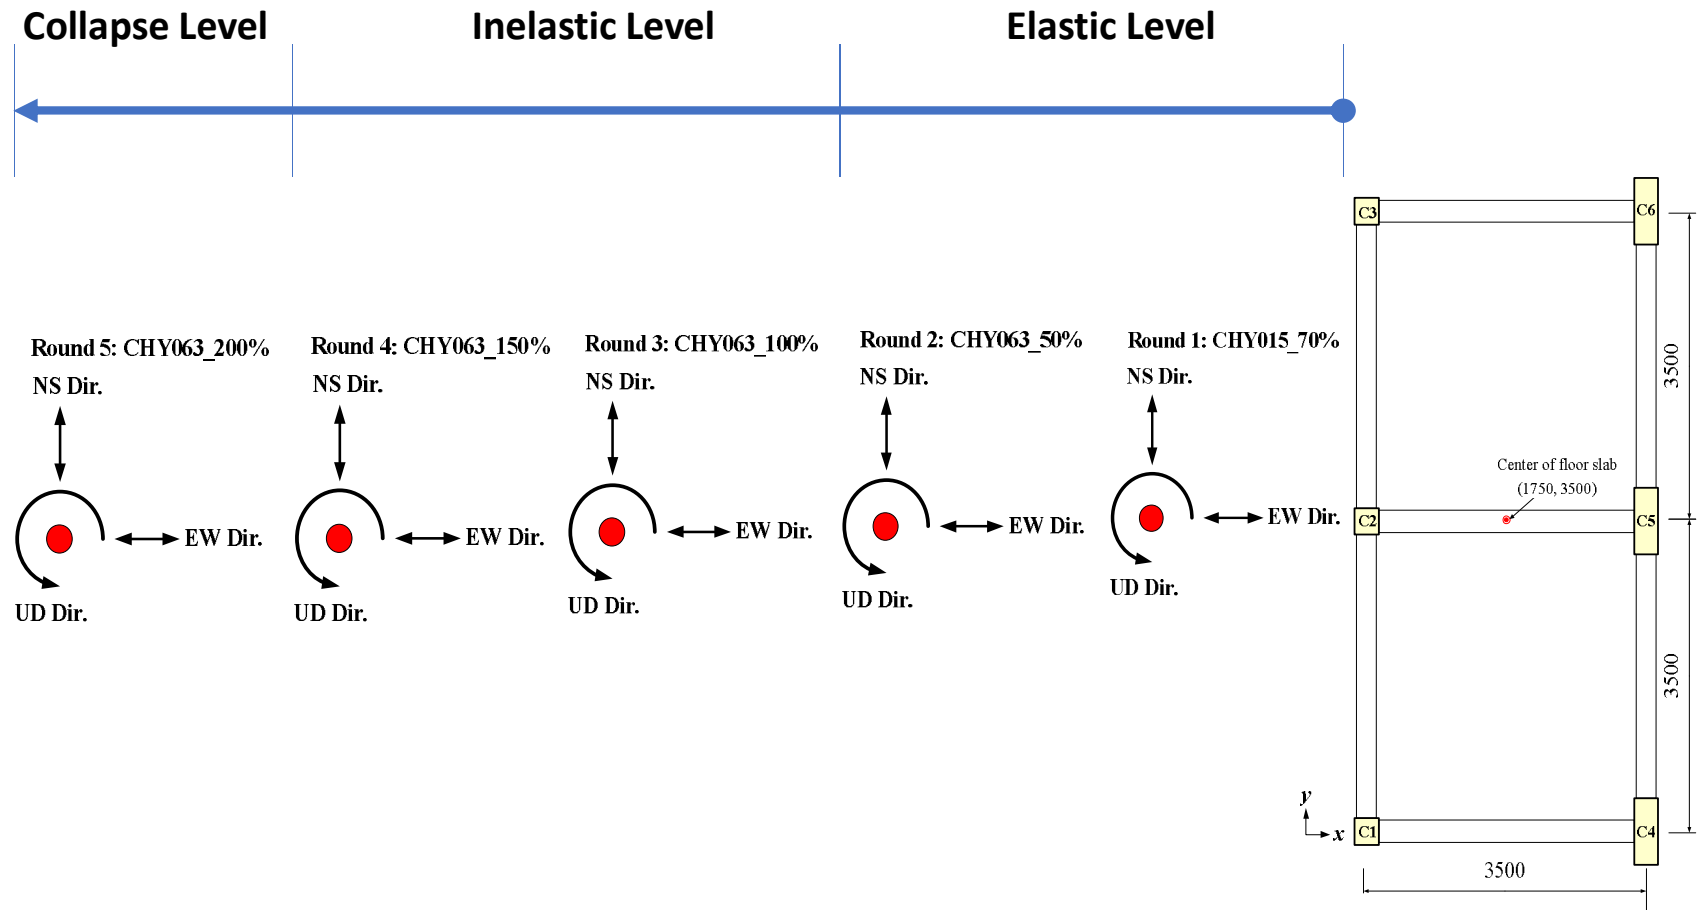 Collapse Level
Inelastic Level
Elastic Level
Round 5: CHY063_200%
NS Dir.
EW Dir.
UD Dir.
Round 4: CHY063_150%
NS Dir.
EW Dir.
UD Dir.
Round 3: CHY063_100%
NS Dir.
EW Dir.
UD Dir.
Round 2: CHY063_50%
NS Dir.
EW Dir.
UD Dir.
Round 1: CHY015_70%
NS Dir.
EW Dir.
UD Dir.
C3
C6
3500
Center of floor slab
(1750, 3500)
C2
C5
3500
y
x
C1
C4
3500